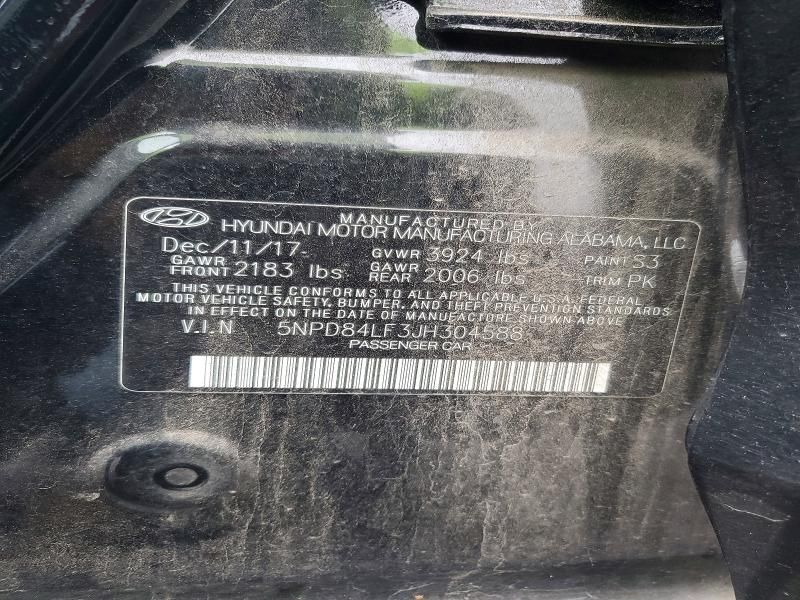 MANUFACTURED BY
HYUNDAI MOTOR MANUFACTURING ALABAMA, LLC
Dec/11/17 GVWR 3924 lbs PAINT S3
GAWR FRONT 2183 lbs GAWR REAR 2006 lbs TRIM PK
THIS VEHICLE CONFORMS TO ALL APPLICABLE U.S.A. FEDERAL
MOTOR VEHICLE SAFETY, BUMPER, AND THEFT PREVENTION STANDARDS
IN EFFECT ON THE DATE OF MANUFACTURE SHOWN ABOVE
V.I.N 5NPD84LF3JH304588
PASSENGER CAR